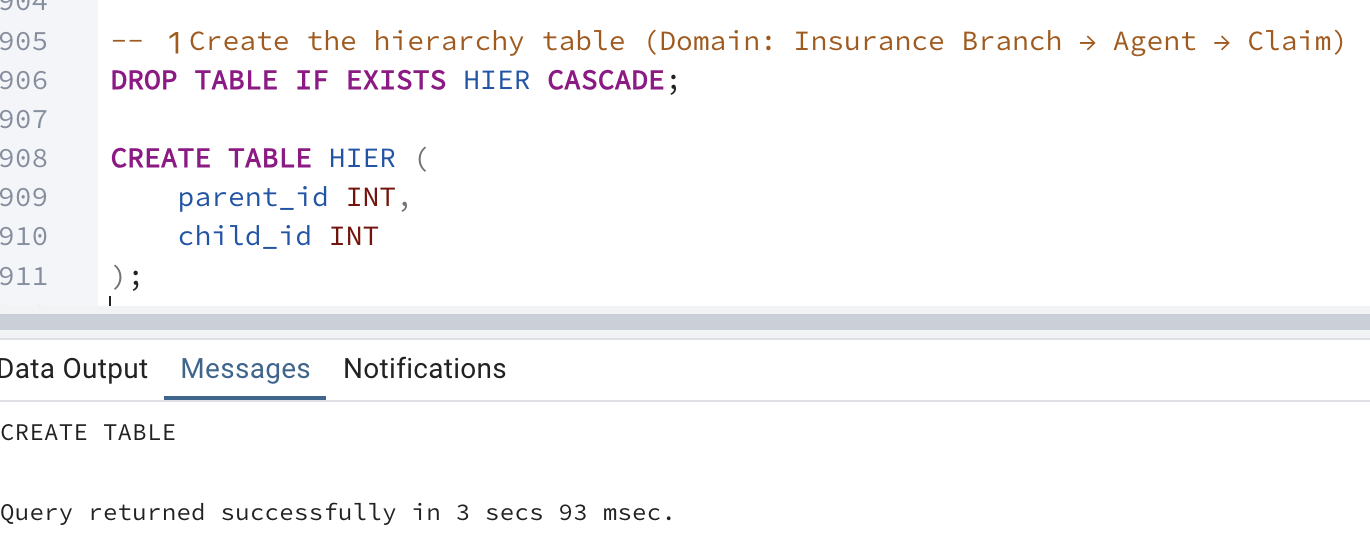 904
905 -- 1 Create the hierarchy table (Domain: Insurance Branch → Agent → Claim)
906 DROP TABLE IF EXISTS HIER CASCADE;
907
908 CREATE TABLE HIER (
909 parent_id INT,
910 child_id INT
911 );
Data Output Messages Notifications
CREATE TABLE
Query returned successfully in 3 secs 93 msec.